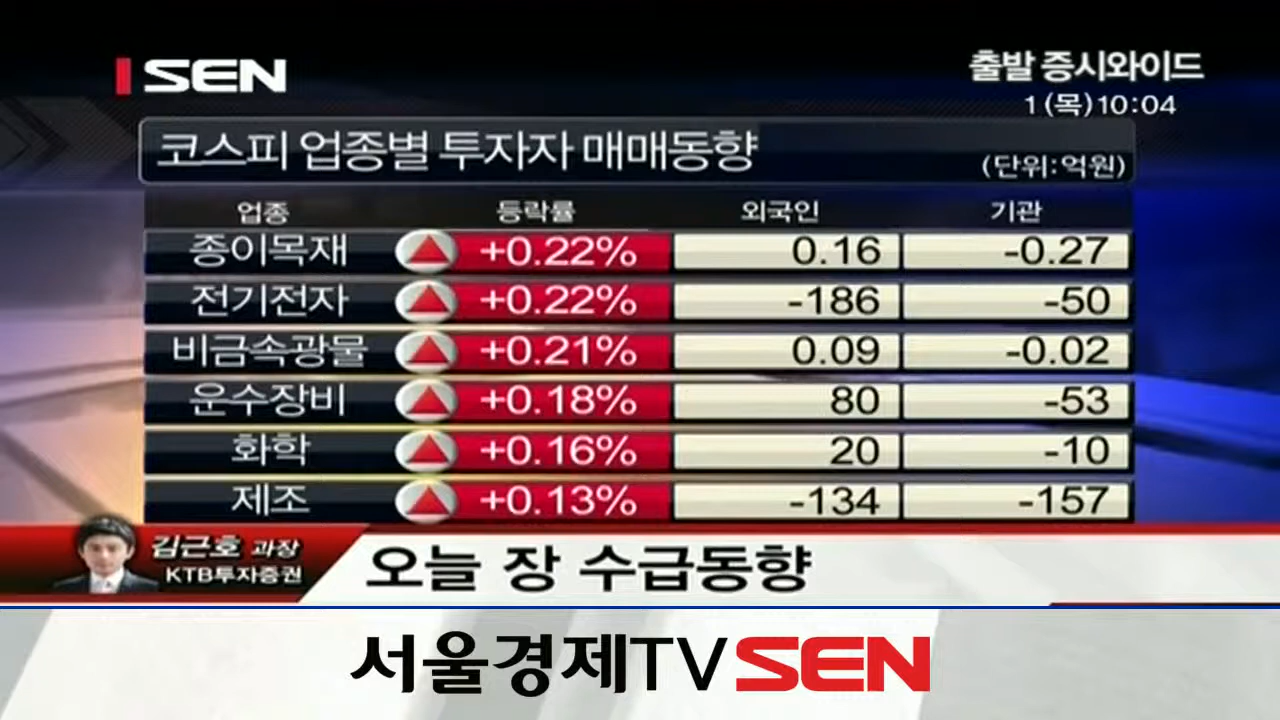 SEN
출발 증시와이드
1 (목) 10:04
코스피 업종별 투자자 매매동향
(단위:억원)
업종 등락률 외국인 기관
종이목재 +0.22% 0.16 -0.27
전기전자 +0.22% -186 -50
비금속광물 +0.21% 0.09 -0.02
운수장비 +0.18% 80 -53
화학 +0.16% 20 -10
제조 +0.13% -134 -157
김근호 과장
KTB투자증권
오늘 장 수급동향
서울경제TV SEN